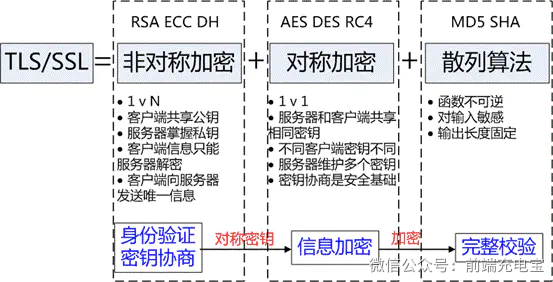 RSA ECC DH
AES DES RC4
MD5 SHA
TLS/SSL
=
非对称加密
+
对称加密
+
散列算法
• 1 v N
• 客户端共享公钥
• 服务器掌握私钥
• 客户端信息只能
服务器解密
• 客户端向服务器
发送唯一信息
• 1 v 1
• 服务器和客户端共享
相同密钥
• 不同客户端密钥不同
• 服务器维护多个密钥
• 密钥协商是安全基础
• 函数不可逆
• 对输入敏感
• 输出长度固定
身份验证
密钥协商
对称密钥
信息加密
加密
完整校验
微信公众号：前端充电宝